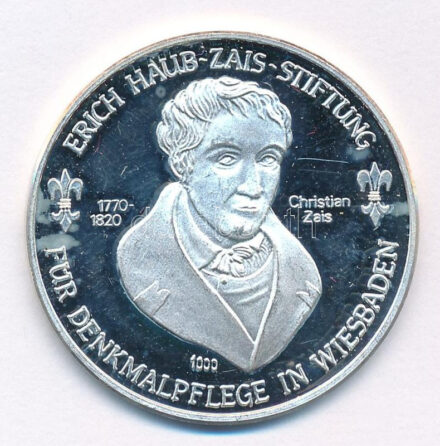 ERICH HAUB-ZAIS-STIFTUNG
1770-
1820
Christian
Zais
1000
FÜR DENKMALPFLEGE IN WIESBADEN